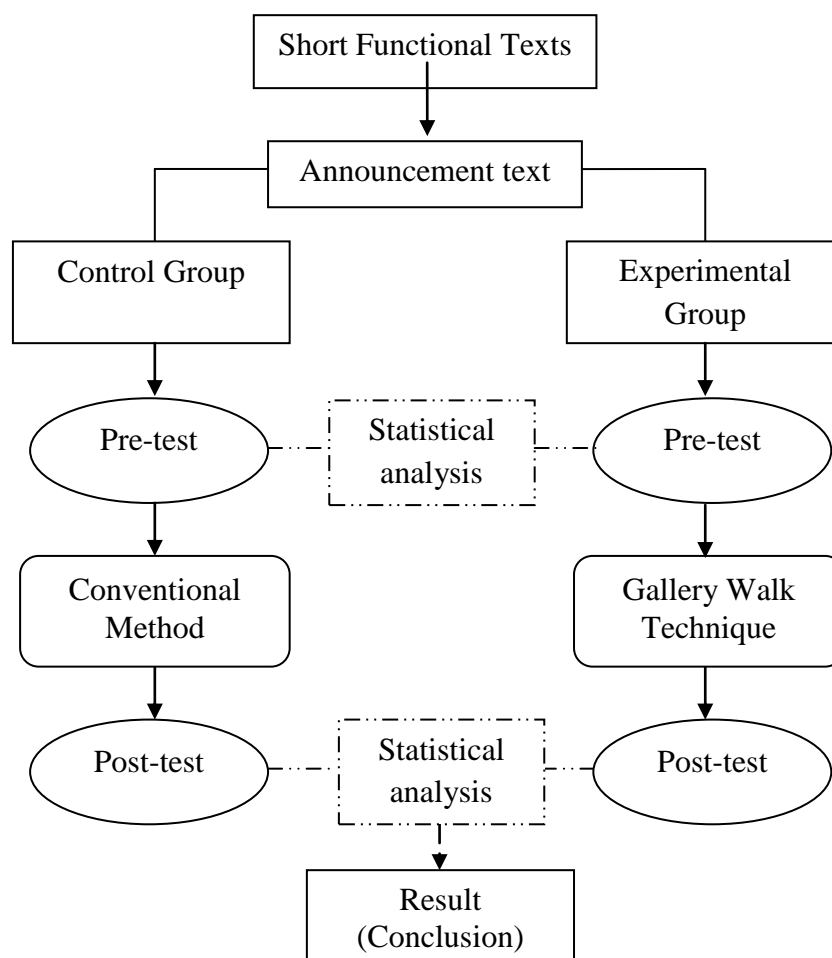 Short Functional Texts
Announcement text
Control Group
Experimental
Group
Pre-test
Statistical
analysis
Pre-test
Conventional
Method
Gallery Walk
Technique
Post-test
Statistical
analysis
Post-test
Result
(Conclusion)